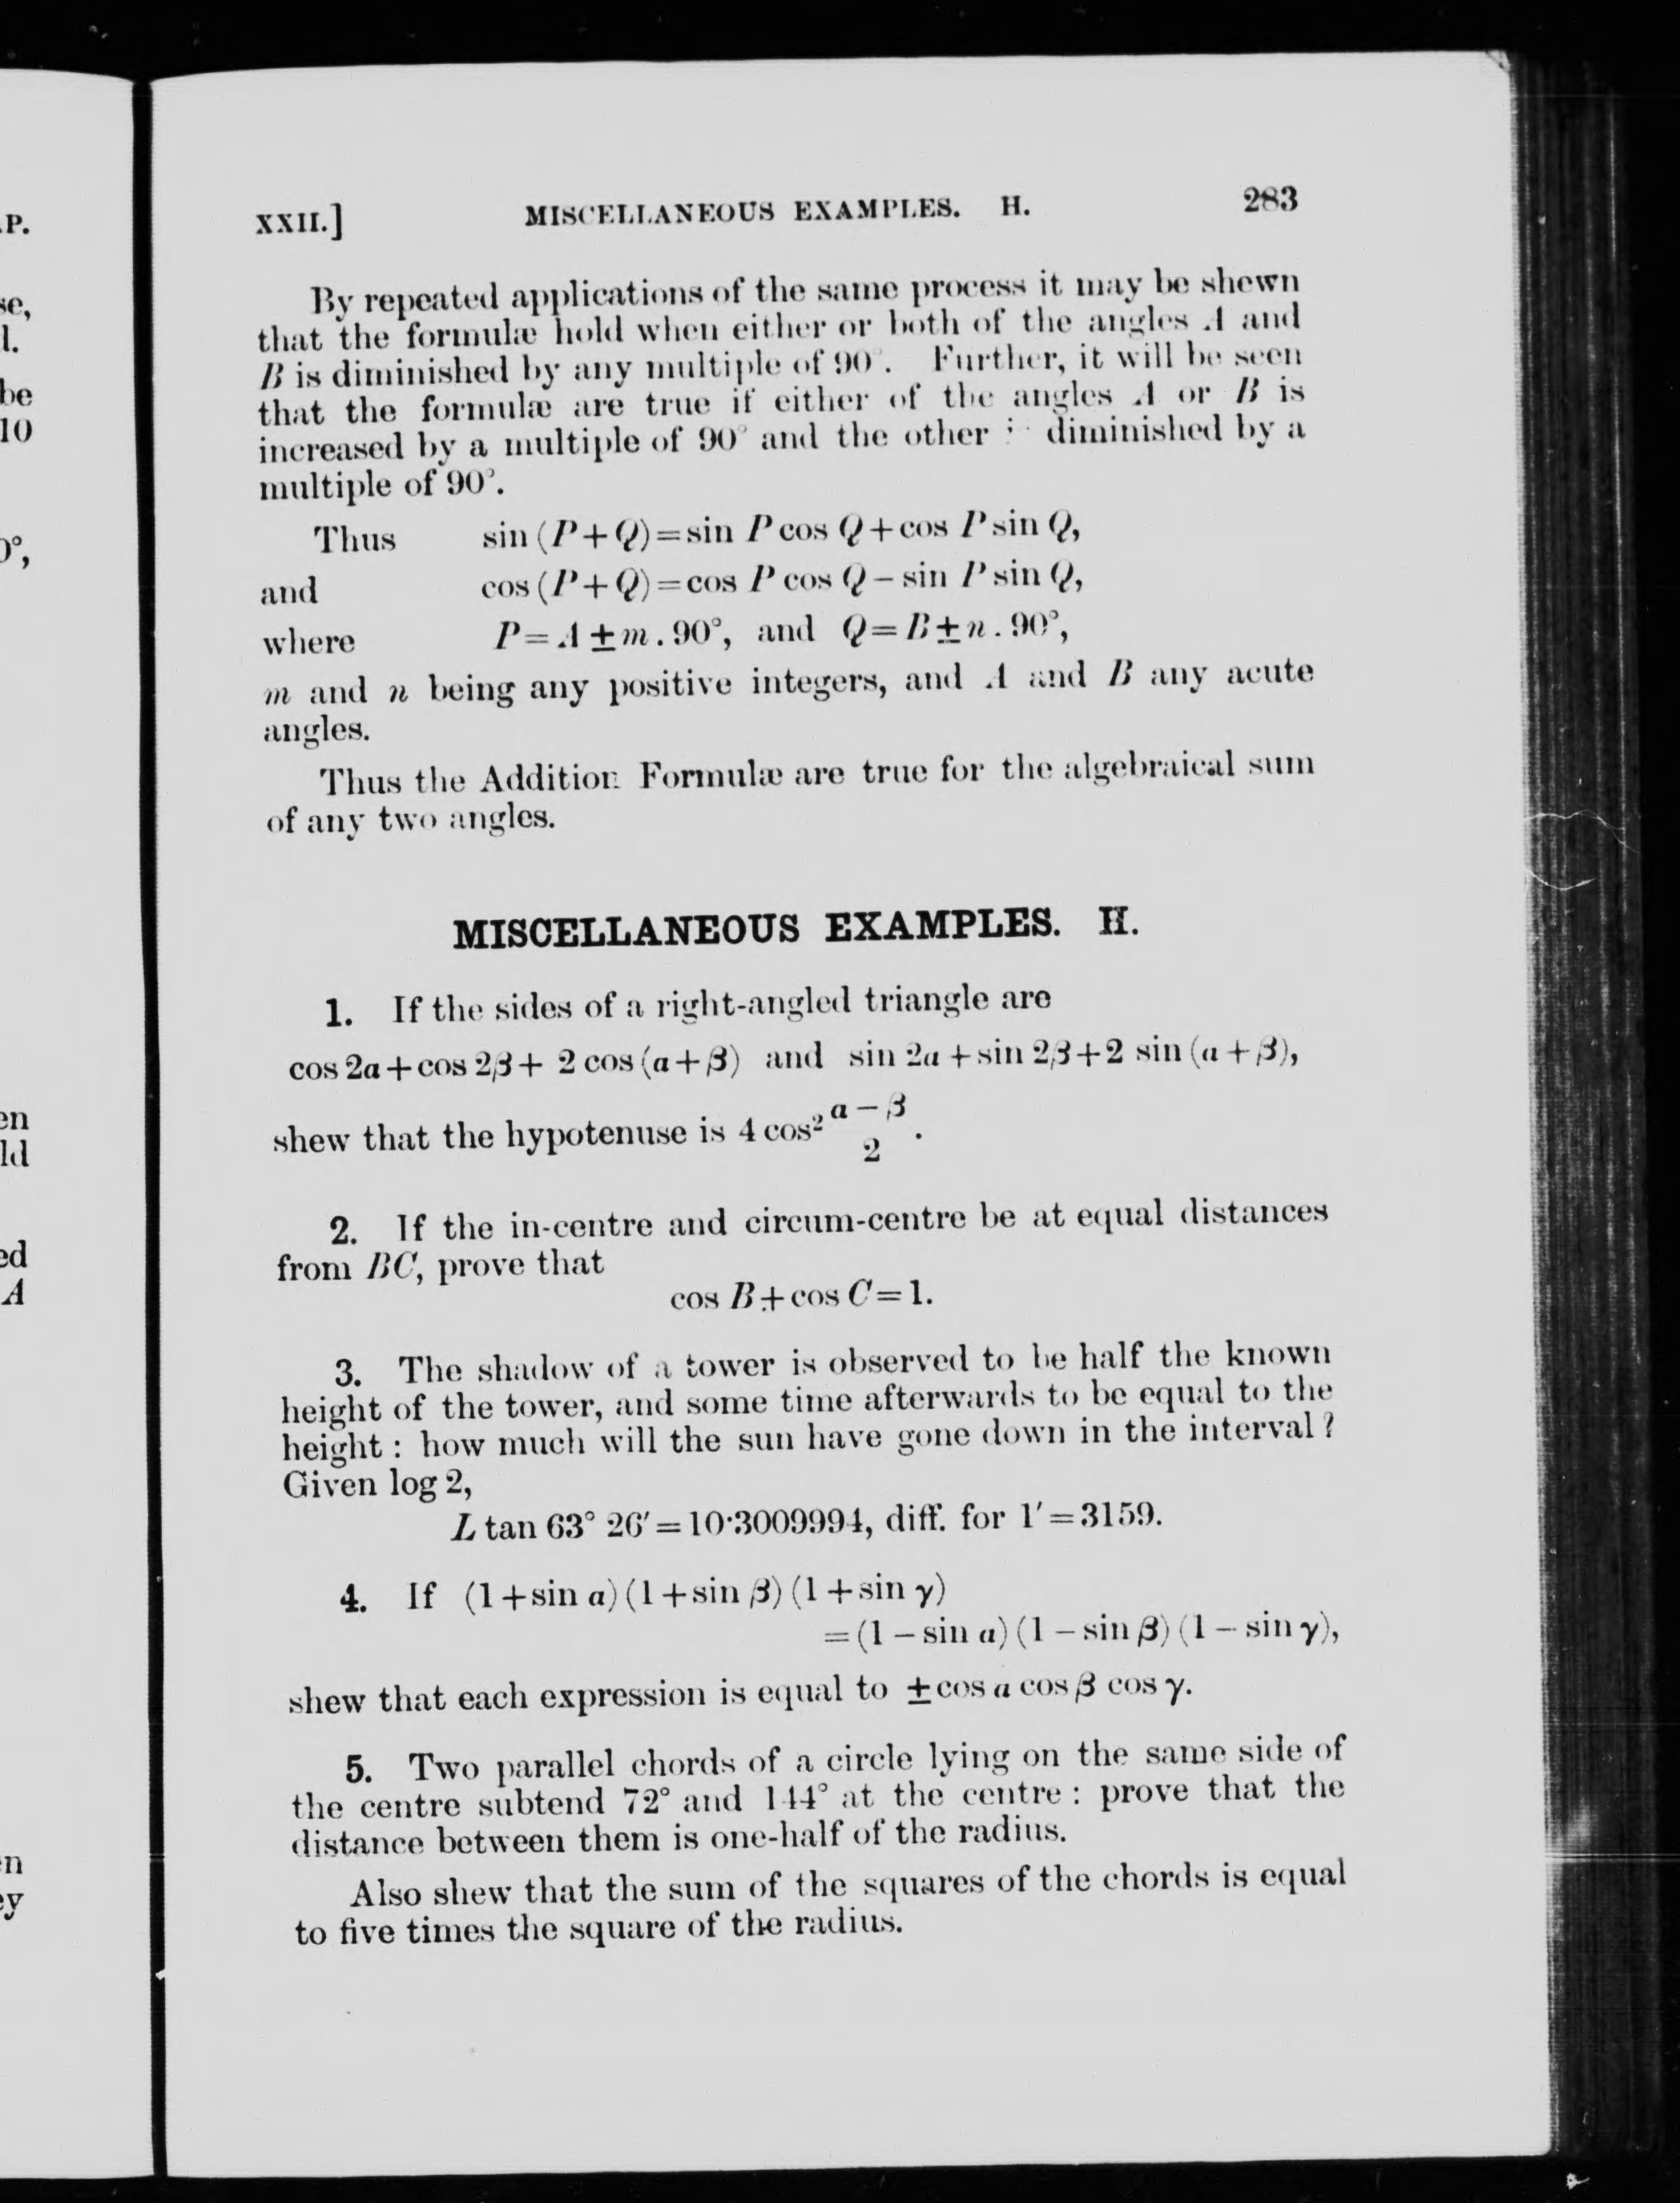 XXII.] MISCELLANEOUS EXAMPLES. H. 283
By repeated applications of the same process it may be shewn
that the formulæ hold when either or both of the angles A and
B is diminished by any multiple of 90°. Further, it will be seen
that the formulæ are true if either of the angles A or B is
increased by a multiple of 90° and the other diminished by a
multiple of 90°.
Thus sin (P+Q)=sin P cos Q+cos P sin Q,
and cos (P+Q)=cos P cos Q−sin P sin Q,
where P=A±m.90°, and Q=B±n.90°,
m and n being any positive integers, and A and B any acute
angles.
Thus the Addition Formulæ are true for the algebraical sum
of any two angles.
MISCELLANEOUS EXAMPLES. H.
1. If the sides of a right-angled triangle are
cos 2α+cos 2β+ 2 cos (α+β) and sin 2α+sin 2β+2 sin (α+β),
shew that the hypotenuse is 4 cos² (α−β)/2.
2. If the in-centre and circum-centre be at equal distances
from BC, prove that
cos B+cos C=1.
3. The shadow of a tower is observed to be half the known
height of the tower, and some time afterwards to be equal to the
height : how much will the sun have gone down in the interval ?
Given log 2,
L tan 63° 26′=10·3009994, diff. for 1′=3159.
4. If (1+sin α)(1+sin β)(1+sin γ)
=(1−sin α)(1−sin β)(1−sin γ),
shew that each expression is equal to ±cos α cos β cos γ.
5. Two parallel chords of a circle lying on the same side of
the centre subtend 72° and 144° at the centre : prove that the
distance between them is one-half of the radius.
Also shew that the sum of the squares of the chords is equal
to five times the square of the radius.
.P.
se,
l.
be
10
0°,
en
ld
ed
A
n
ey